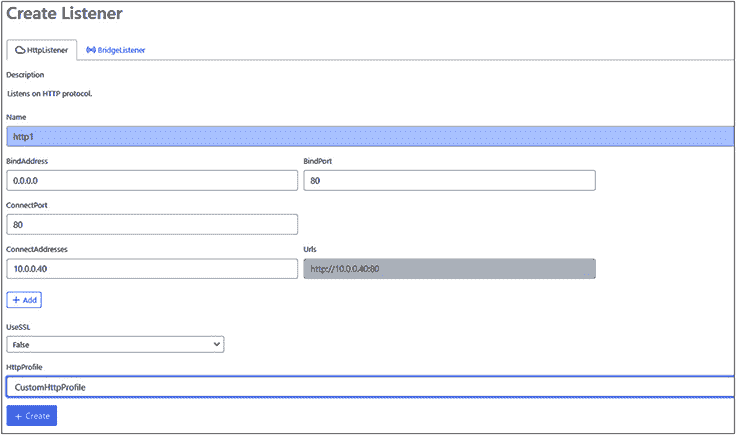 Create Listener
HttpListener BridgeListener
Description
Listens on HTTP protocol.
Name
http1
BindAddress BindPort
0.0.0.0 80
ConnectPort
80
ConnectAddresses Urls
10.0.0.40 http://10.0.0.40:80
+ Add
UseSSL
False
HttpProfile
CustomHttpProfile
+ Create